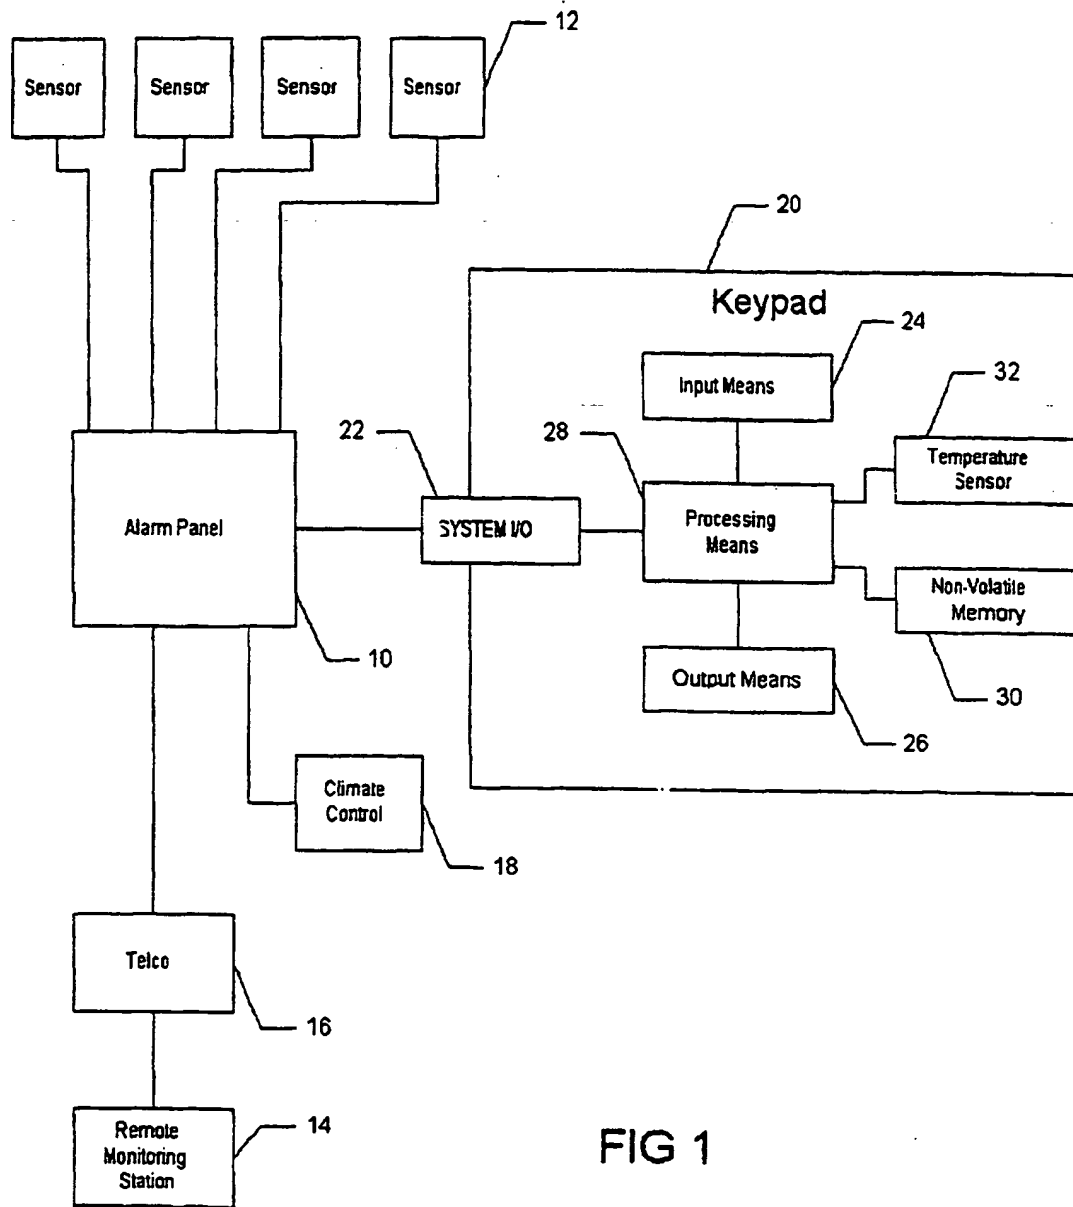 12
Sensor
Sensor
Sensor
Sensor
20
Keypad
24
Input Means
32
22
28
Temperature
Sensor
Alarm Panel
SYSTEM I/O
Processing
Means
Non-Volatile
Memory
10
Output Means
30
26
Climate
Control
18
Telco
16
Remote
Monitoring
Station
14
FIG 1